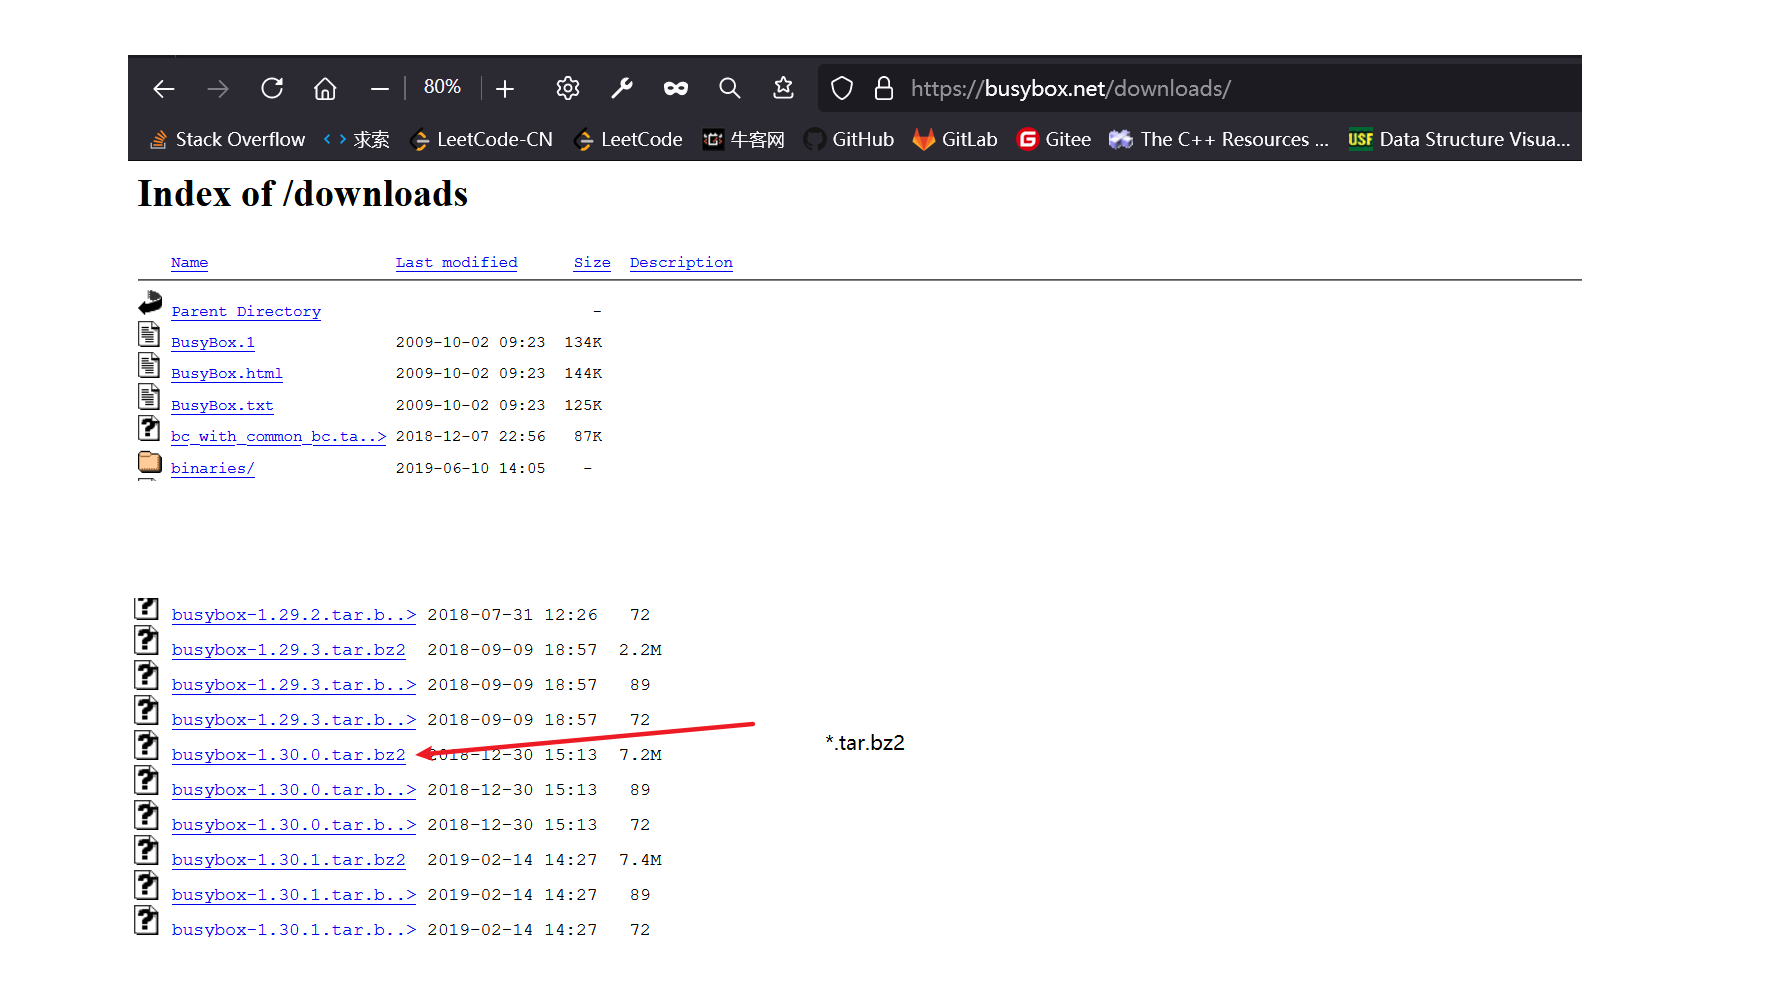 80% https://busybox.net/downloads/
Stack Overflow 求索 LeetCode-CN LeetCode 牛客网 GitHub GitLab G Gitee The C++ Resources ... USF Data Structure Visua...
Index of /downloads
Name Last modified Size Description
Parent Directory -
BusyBox.1 2009-10-02 09:23 134K
BusyBox.html 2009-10-02 09:23 144K
BusyBox.txt 2009-10-02 09:23 125K
bc_with_common_bc.ta..> 2018-12-07 22:56 87K
binaries/ 2019-06-10 14:05 -
busybox-1.29.2.tar.b..> 2018-07-31 12:26 72
busybox-1.29.3.tar.bz2 2018-09-09 18:57 2.2M
busybox-1.29.3.tar.b..> 2018-09-09 18:57 89
busybox-1.29.3.tar.b..> 2018-09-09 18:57 72
busybox-1.30.0.tar.bz2 2018-12-30 15:13 7.2M
*.tar.bz2
busybox-1.30.0.tar.b..> 2018-12-30 15:13 89
busybox-1.30.0.tar.b..> 2018-12-30 15:13 72
busybox-1.30.1.tar.bz2 2019-02-14 14:27 7.4M
busybox-1.30.1.tar.b..> 2019-02-14 14:27 89
busybox-1.30.1.tar.b..> 2019-02-14 14:27 72